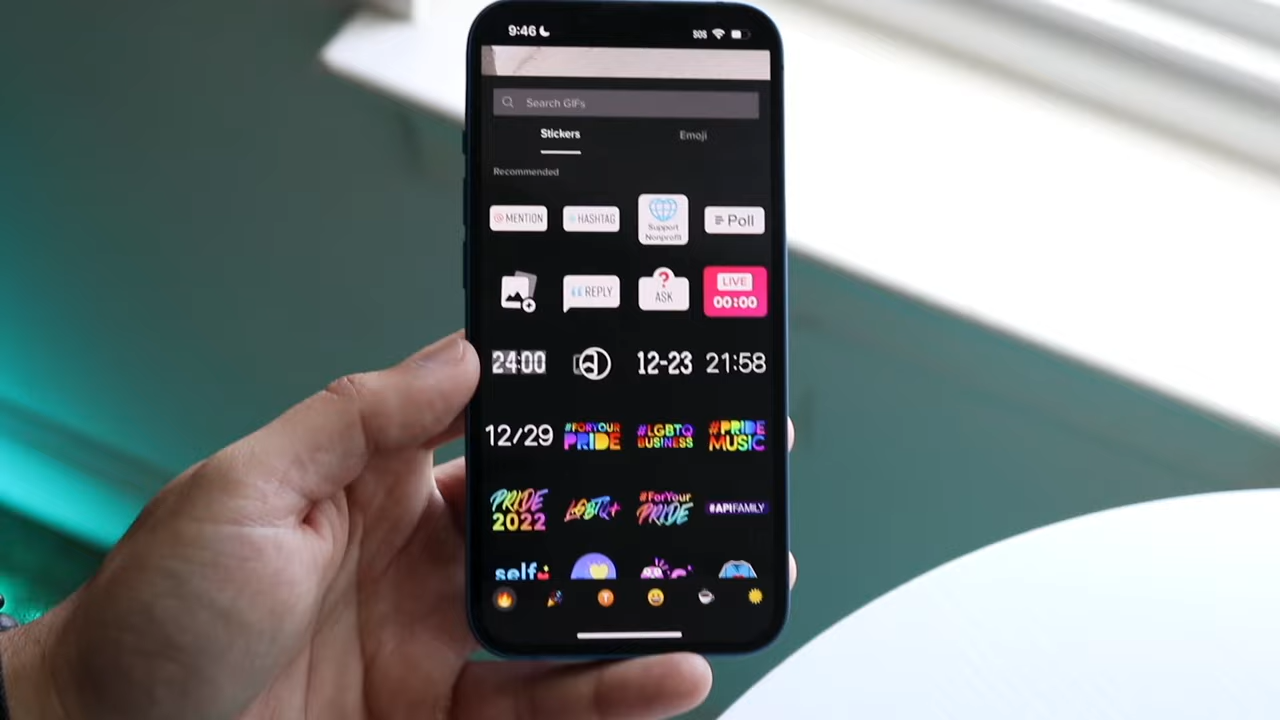 9:46
SOS
Search GIFs
Stickers
Emoji
Recommended
@ MENTION
# HASHTAG
Support
Nonprofit
Poll
REPLY
?
ASK
LIVE
00:00
24:00
12-23
21:58
12/29
#FORYOUR
PRIDE
#LGBTQ
BUSINESS
#PRIDE
MUSIC
PRIDE
2022
LGBTQ+
#ForYour
PRIDE
#APIFAMILY
self
T